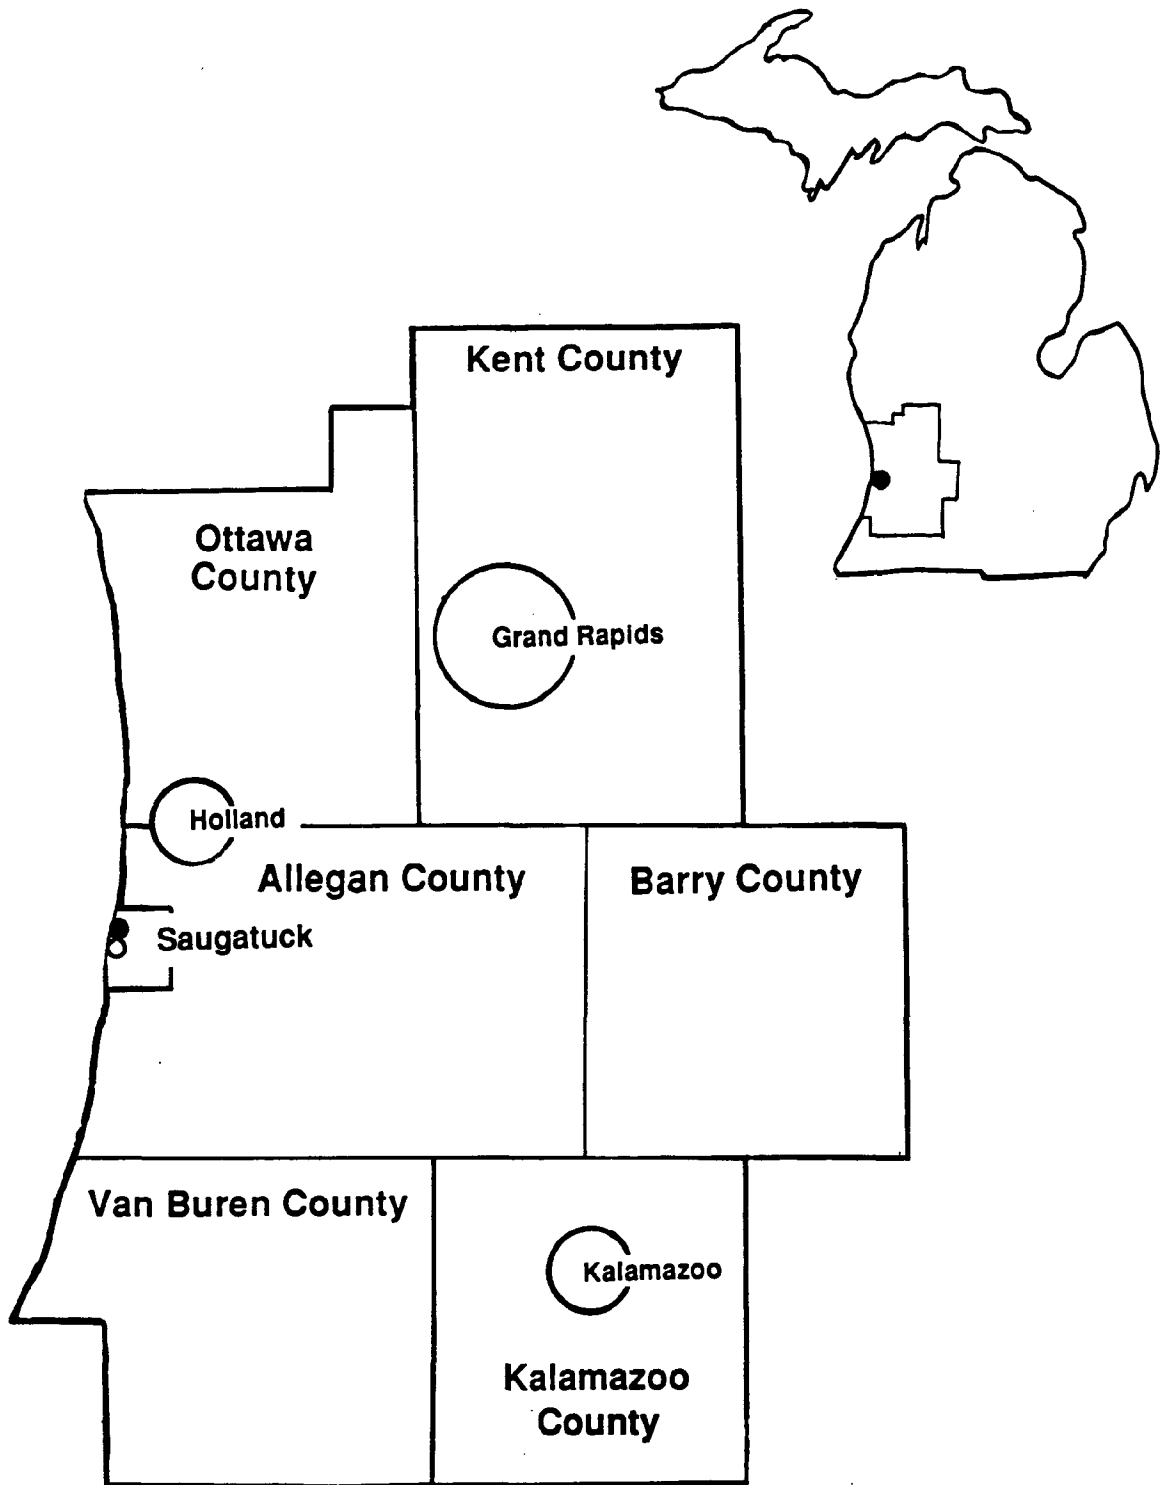 Kent County
Ottawa
County
Grand Rapids
Holland
Allegan County
Barry County
Saugatuck
Van Buren County
Kalamazoo
Kalamazoo
County